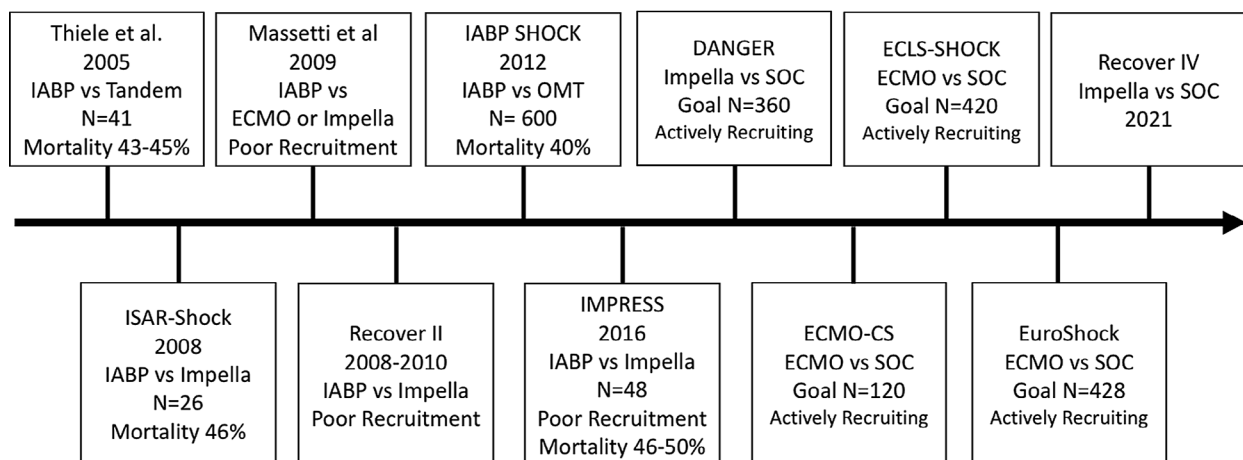 Thiele et al.
2005
IABP vs Tandem
N=41
Mortality 43-45%
Massetti et al
2009
IABP vs
ECMO or Impella
Poor Recruitment
IABP SHOCK
2012
IABP vs OMT
N= 600
Mortality 40%
DANGER
Impella vs SOC
Goal N=360
Actively Recruiting
ECLS-SHOCK
ECMO vs SOC
Goal N=420
Actively Recruiting
Recover IV
Impella vs SOC
2021
ISAR-Shock
2008
IABP vs Impella
N=26
Mortality 46%
Recover II
2008-2010
IABP vs Impella
Poor Recruitment
IMPRESS
2016
IABP vs Impella
N=48
Poor Recruitment
Mortality 46-50%
ECMO-CS
ECMO vs SOC
Goal N=120
Actively Recruiting
EuroShock
ECMO vs SOC
Goal N=428
Actively Recruiting